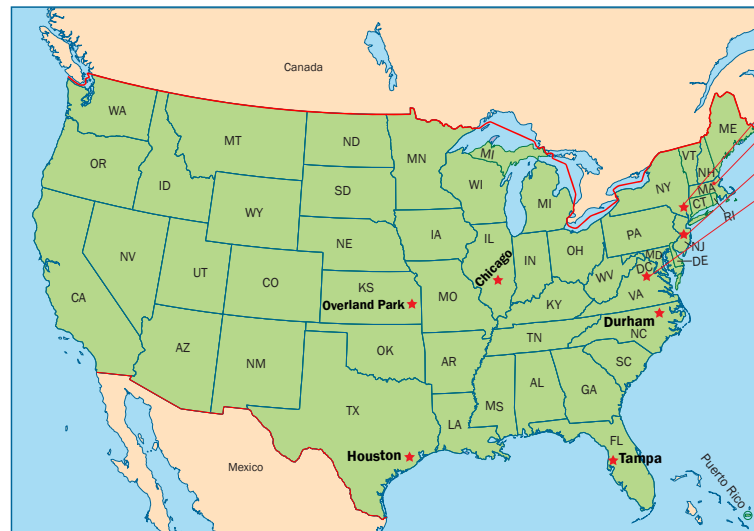 Canada
WA
OR
ID
MT
ND
SD
NE
KS
MN
WI
MI
MI
IA
IL
IN
OH
PA
NY
VT
NH
ME
MA
CT
RI
NJ
DE
MD
DC
WV
VA
KY
NC
TN
SC
GA
AL
MS
LA
AR
MO
OK
TX
NM
CO
WY
UT
NV
CA
AZ
FL
Chicago
Overland Park
Durham
Houston
Tampa
Mexico
Puerto Rico